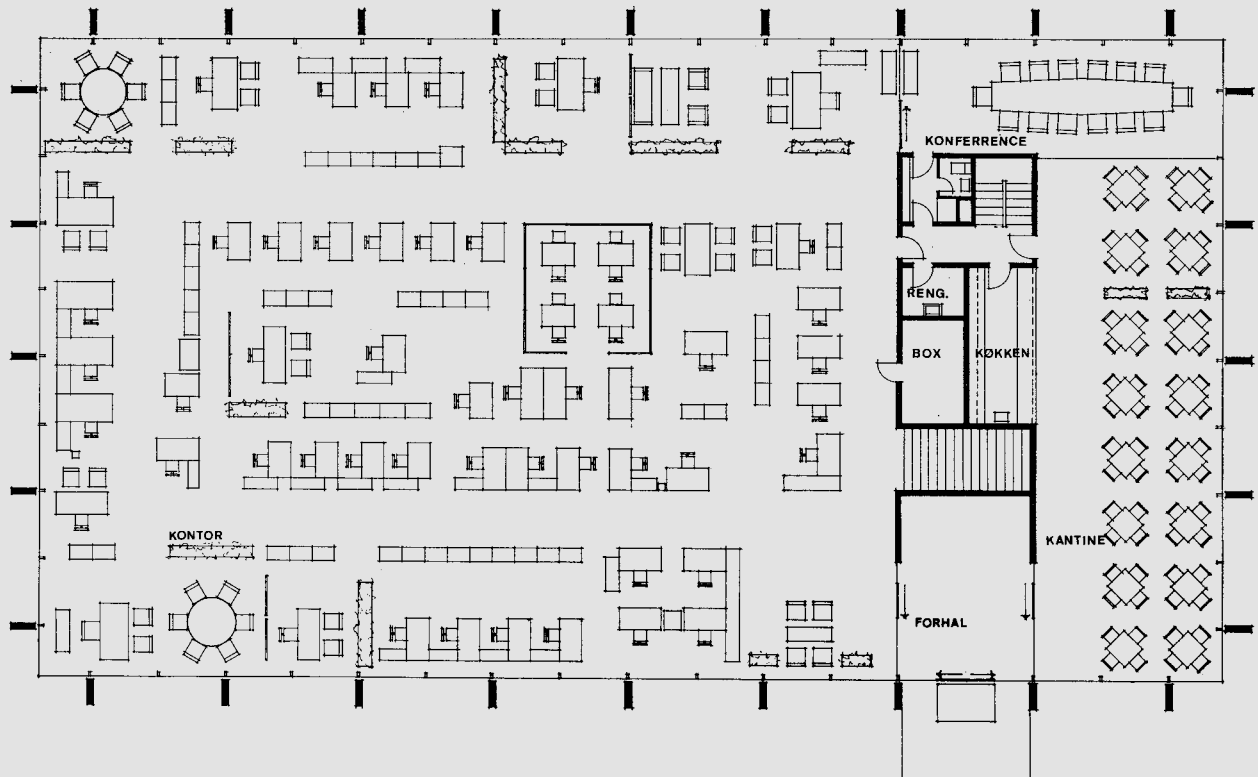 KONFERRENCE
RENG.
BOX
KØKKEN
KONTOR
KANTINE
FORHAL